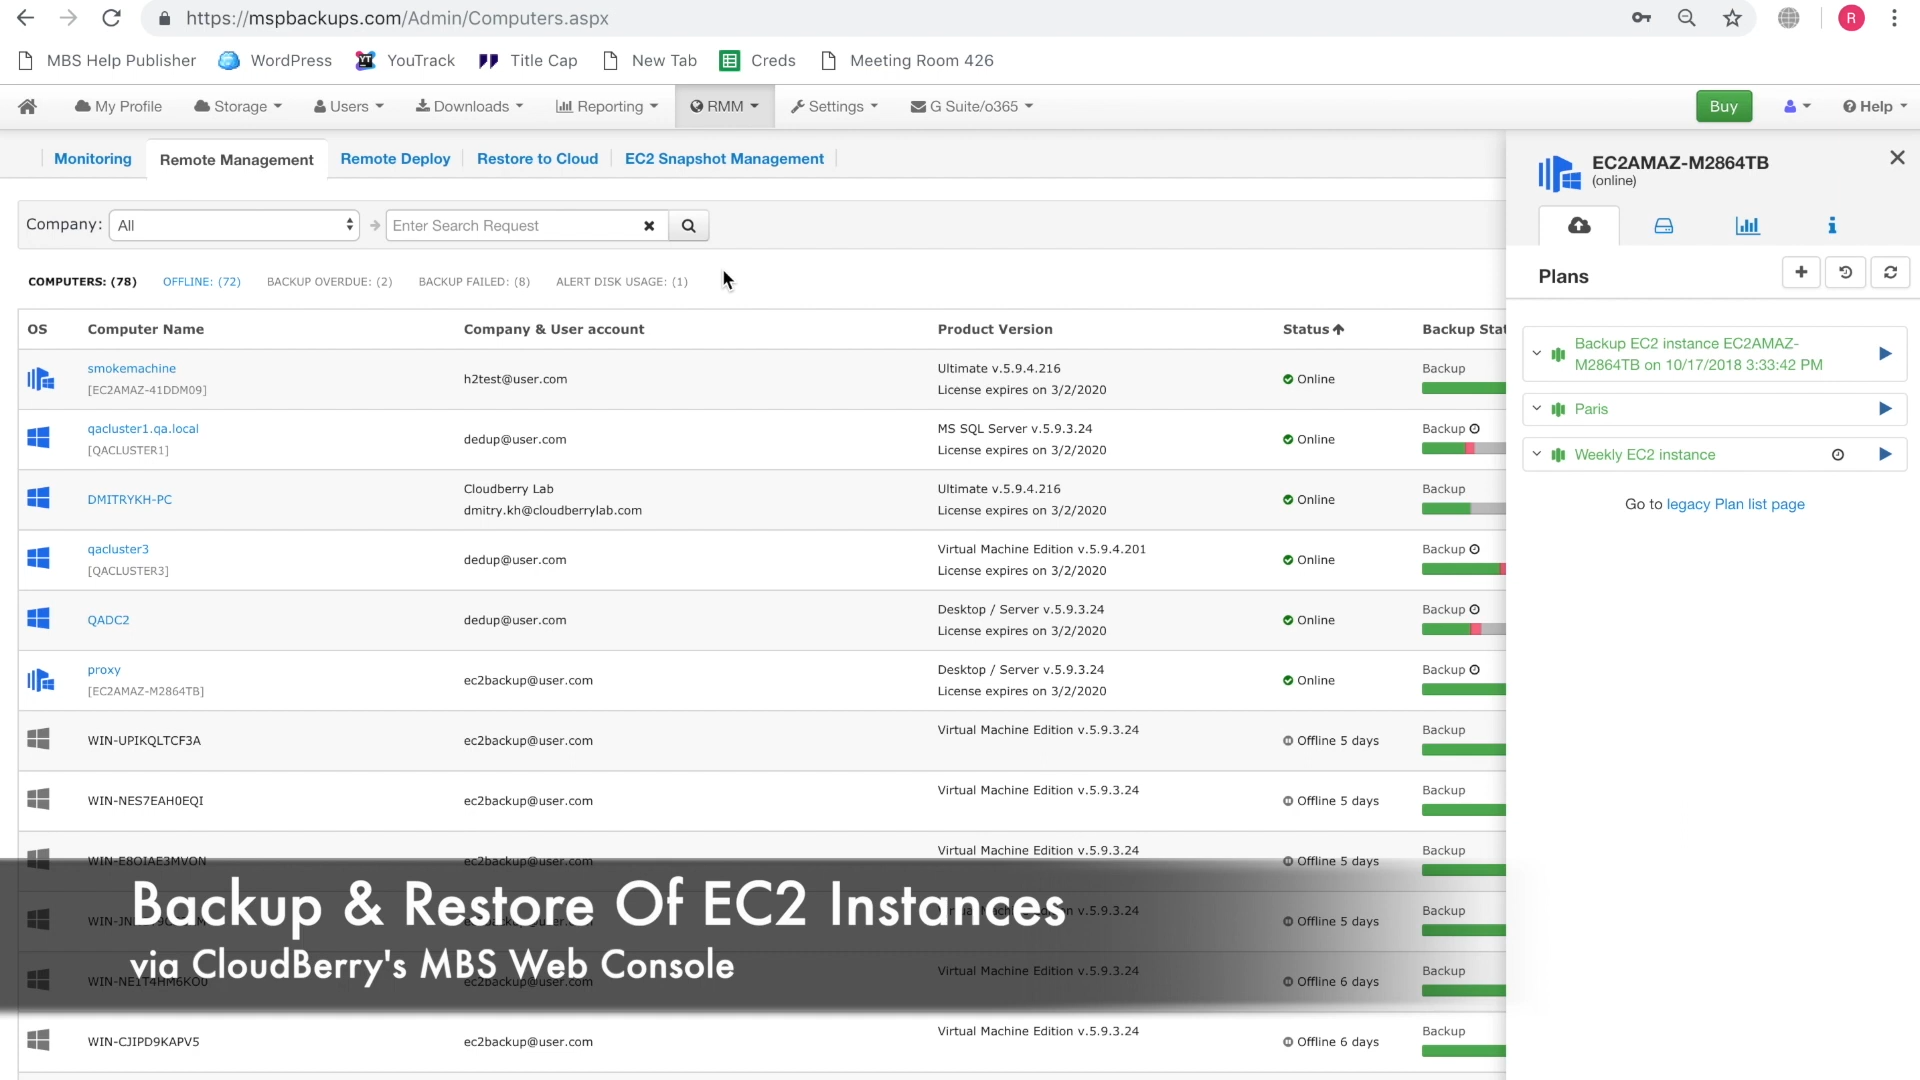 https://mspbackups.com/Admin/Computers.aspx
R
MBS Help Publisher WordPress YouTrack Title Cap New Tab Creds Meeting Room 426
My Profile Storage Users Downloads Reporting RMM Settings G Suite/o365 Buy Help
Monitoring Remote Management Remote Deploy Restore to Cloud EC2 Snapshot Management
Company: All Enter Search Request
COMPUTERS: (78) OFFLINE: (72) BACKUP OVERDUE: (2) BACKUP FAILED: (8) ALERT DISK USAGE: (1)
OS Computer Name Company & User account Product Version Status Backup Stat
smokemachine
[EC2AMAZ-41DDM09]
h2test@user.com
Ultimate v.5.9.4.216
License expires on 3/2/2020
Online
Backup
qacluster1.qa.local
[QACLUSTER1]
dedup@user.com
MS SQL Server v.5.9.3.24
License expires on 3/2/2020
Online
Backup
DMITRYKH-PC
Cloudberry Lab
dmitry.kh@cloudberrylab.com
Ultimate v.5.9.4.216
License expires on 3/2/2020
Online
Backup
qacluster3
[QACLUSTER3]
dedup@user.com
Virtual Machine Edition v.5.9.4.201
License expires on 3/2/2020
Online
Backup
QADC2
dedup@user.com
Desktop / Server v.5.9.3.24
License expires on 3/2/2020
Online
Backup
proxy
[EC2AMAZ-M2864TB]
ec2backup@user.com
Desktop / Server v.5.9.3.24
License expires on 3/2/2020
Online
Backup
WIN-UPIKQLTCF3A
ec2backup@user.com
Virtual Machine Edition v.5.9.3.24
Offline 5 days
Backup
WIN-NES7EAH0EQI
ec2backup@user.com
Virtual Machine Edition v.5.9.3.24
Offline 5 days
Backup
WIN-E8OIAE3MVON
ec2backup@user.com
Virtual Machine Edition v.5.9.3.24
Offline 5 days
Backup
Offline 5 days
Backup
WIN-NE1T4HM6KO0
ec2backup@user.com
Virtual Machine Edition v.5.9.3.24
Offline 6 days
Backup
WIN-CJIPD9KAPV5
ec2backup@user.com
Virtual Machine Edition v.5.9.3.24
Offline 6 days
Backup
Backup & Restore Of EC2 Instances
via CloudBerry's MBS Web Console
EC2AMAZ-M2864TB
(online)
Plans
Backup EC2 instance EC2AMAZ-
M2864TB on 10/17/2018 3:33:42 PM
Paris
Weekly EC2 instance
Go to legacy Plan list page